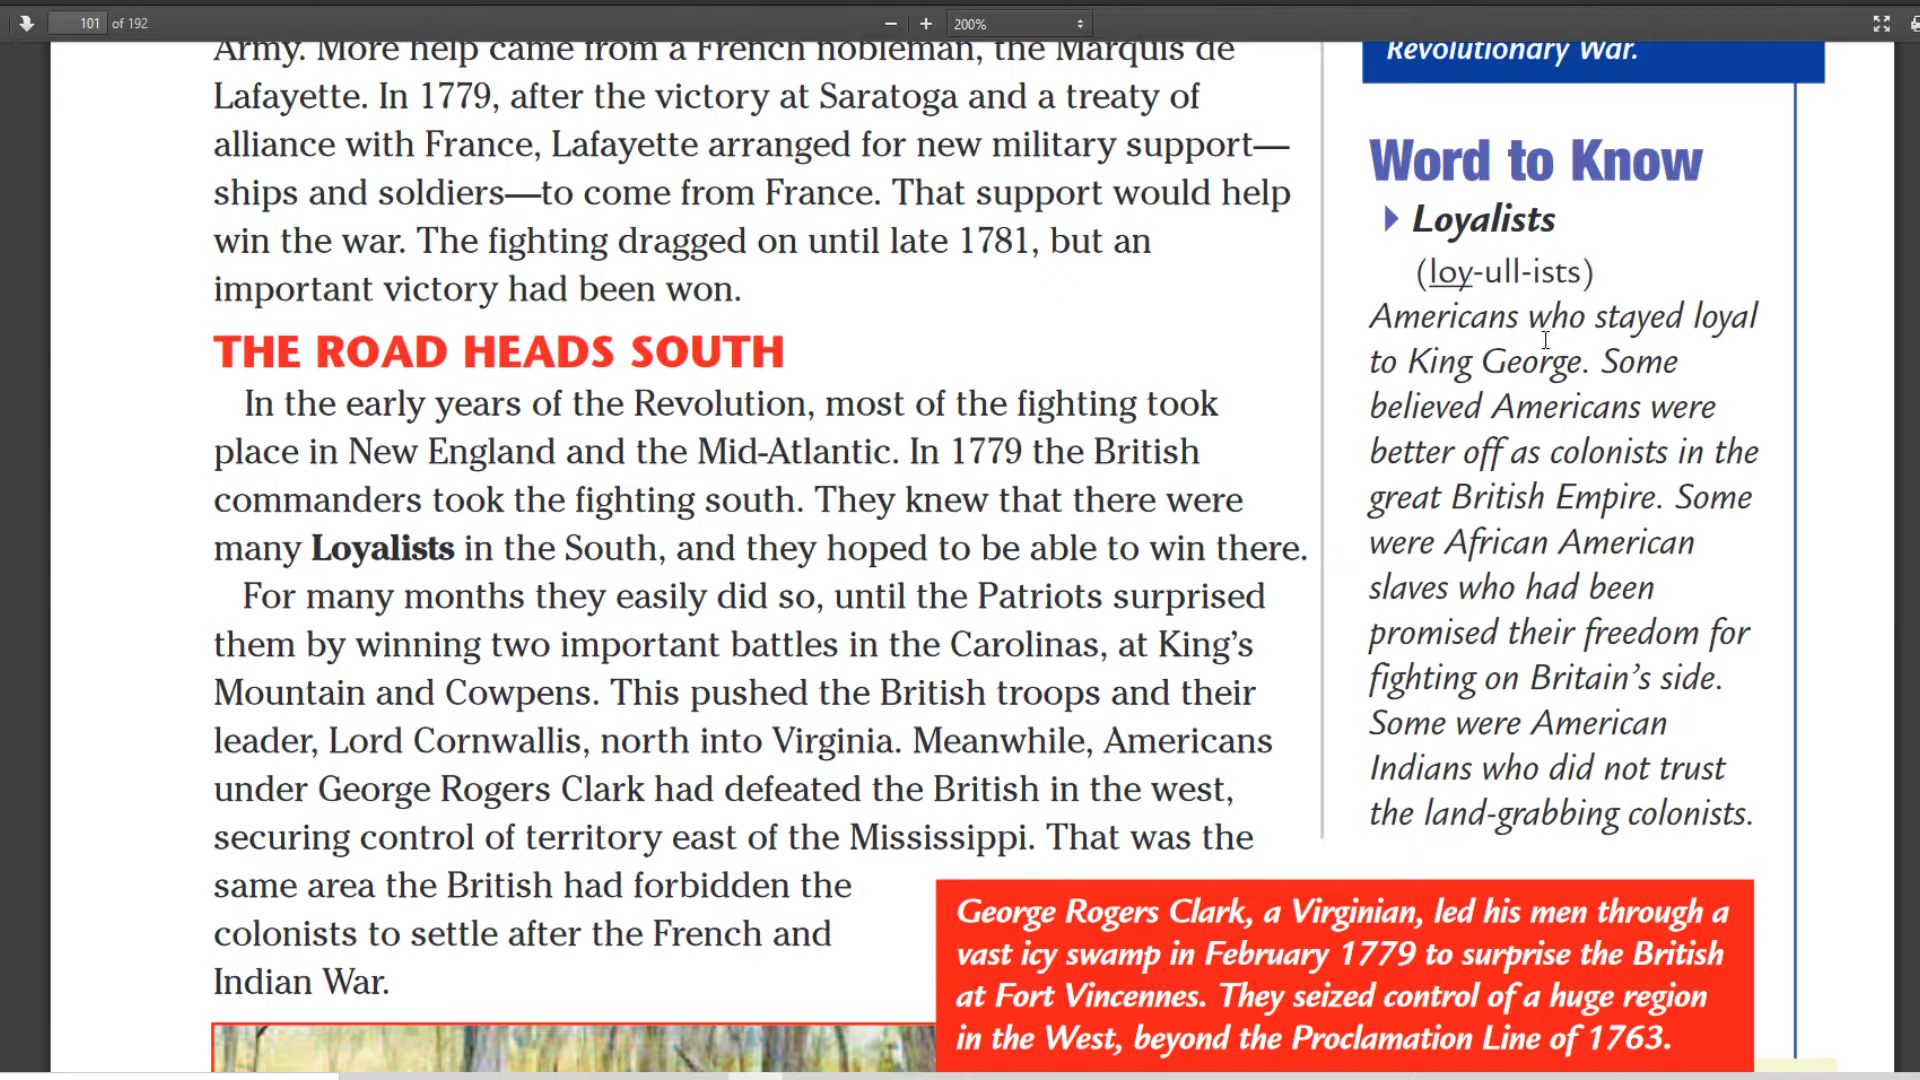 101 of 192
200%
Army. More help came from a French nobleman, the Marquis de
Lafayette. In 1779, after the victory at Saratoga and a treaty of
alliance with France, Lafayette arranged for new military support—
ships and soldiers—to come from France. That support would help
win the war. The fighting dragged on until late 1781, but an
important victory had been won.
THE ROAD HEADS SOUTH
In the early years of the Revolution, most of the fighting took
place in New England and the Mid-Atlantic. In 1779 the British
commanders took the fighting south. They knew that there were
many Loyalists in the South, and they hoped to be able to win there.
For many months they easily did so, until the Patriots surprised
them by winning two important battles in the Carolinas, at King's
Mountain and Cowpens. This pushed the British troops and their
leader, Lord Cornwallis, north into Virginia. Meanwhile, Americans
under George Rogers Clark had defeated the British in the west,
securing control of territory east of the Mississippi. That was the
same area the British had forbidden the
colonists to settle after the French and
Indian War.
Revolutionary War.
Word to Know
Loyalists
(loy-ull-ists)
Americans who stayed loyal
to King George. Some
believed Americans were
better off as colonists in the
great British Empire. Some
were African American
slaves who had been
promised their freedom for
fighting on Britain's side.
Some were American
Indians who did not trust
the land-grabbing colonists.
George Rogers Clark, a Virginian, led his men through a
vast icy swamp in February 1779 to surprise the British
at Fort Vincennes. They seized control of a huge region
in the West, beyond the Proclamation Line of 1763.